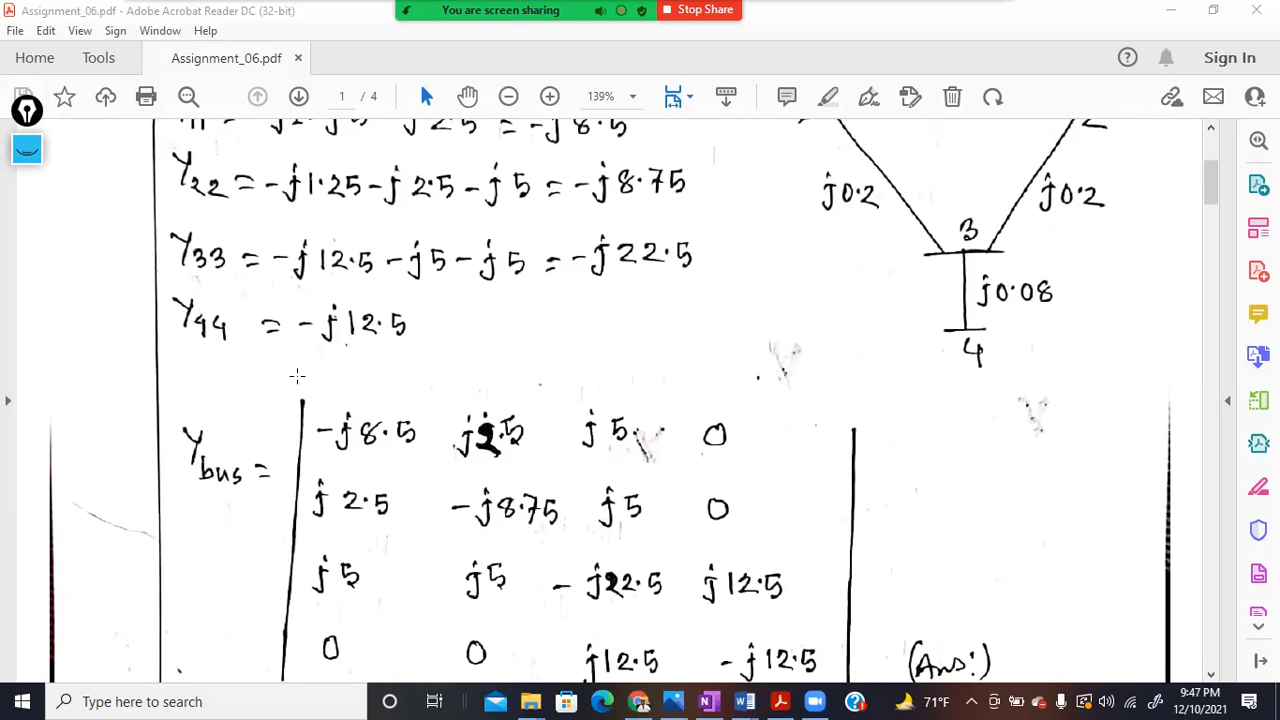 Assignment_06.pdf - Adobe Acrobat Reader DC (32-bit)
You are screen sharing
Stop Share
File Edit View Sign Window Help
Home Tools Assignment_06.pdf × Sign In
1 / 4 139%
= -j8.5
Y22 = -j1.25 - j2.5 - j5 = -j8.75
j0.2 j0.2
Y33 = -j12.5 - j5 - j5 = -j22.5
3
j0.08
Y44 = -j12.5
4
Ybus =
-j8.5 j2.5 j5 0
j2.5 -j8.75 j5 0
j5 j5 -j22.5 j12.5
0 0 j12.5 -j12.5
(Ans:)
Type here to search
71°F
9:47 PM
12/10/2021